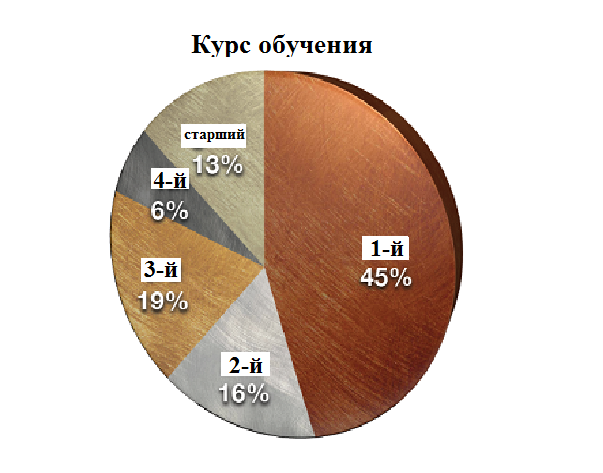 Курс обучения
старший
13%
4-й
6%
1-й
45%
3-й
19%
2-й
16%